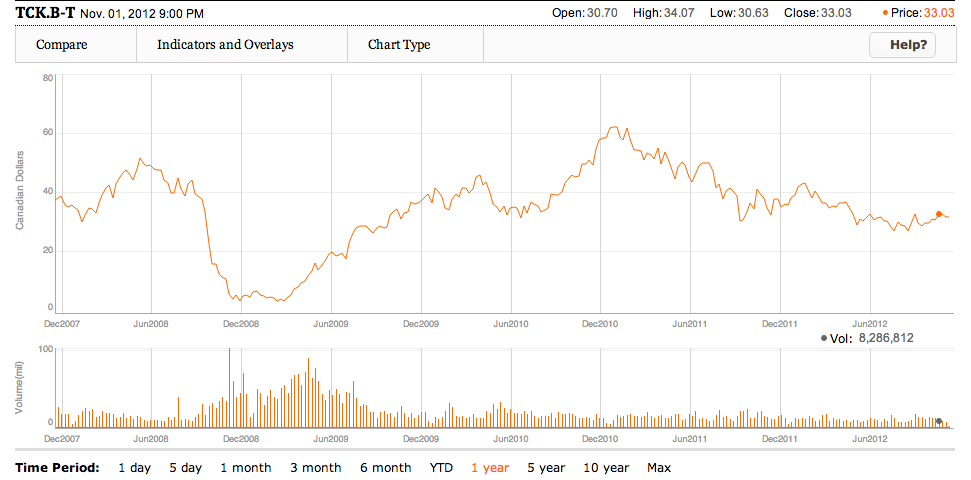 TCK.B-T Nov. 01, 2012 9:00 PM Open: 30.70 High: 34.07 Low: 30.63 Close: 33.03 Price: 33.03
Compare Indicators and Overlays Chart Type Help?
80
60
40
20
0
Canadian Dollars
Dec2007 Jun2008 Dec2008 Jun2009 Dec2009 Jun2010 Dec2010 Jun2011 Dec2011 Jun2012
Vol: 8,286,812
100
0
Volume(mil)
Dec2007 Jun2008 Dec2008 Jun2009 Dec2009 Jun2010 Dec2010 Jun2011 Dec2011 Jun2012
Time Period: 1 day 5 day 1 month 3 month 6 month YTD 1 year 5 year 10 year Max